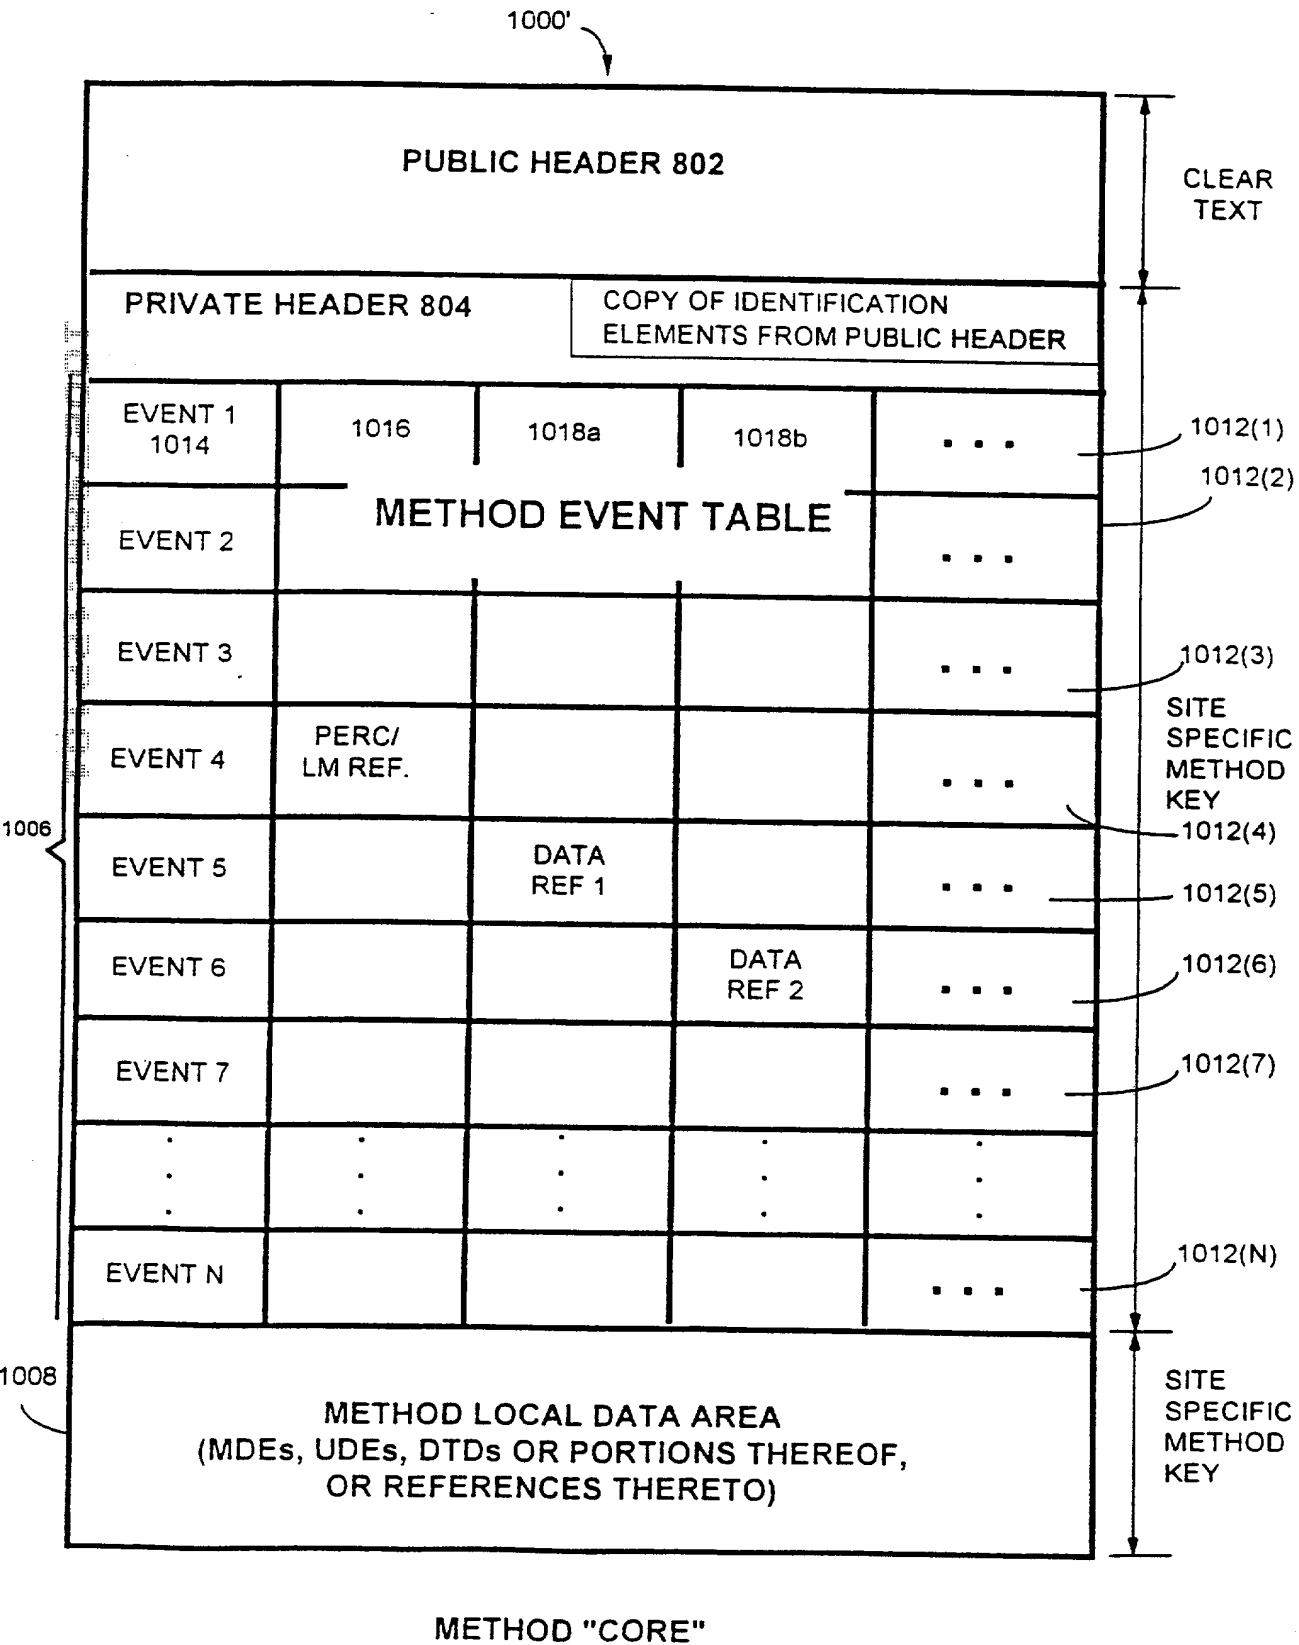 1000'
PUBLIC HEADER 802
CLEAR
TEXT
PRIVATE HEADER 804
COPY OF IDENTIFICATION
ELEMENTS FROM PUBLIC HEADER
EVENT 1
1014
1016
1018a
1018b
. . .
1012(1)
1012(2)
METHOD EVENT TABLE
EVENT 2
. . .
EVENT 3
. . .
1012(3)
SITE
SPECIFIC
METHOD
KEY
EVENT 4
PERC/
LM REF.
. . .
1012(4)
1006
EVENT 5
DATA
REF 1
. . .
1012(5)
EVENT 6
DATA
REF 2
. . .
1012(6)
EVENT 7
. . .
1012(7)
EVENT N
. . .
1012(N)
1008
METHOD LOCAL DATA AREA
(MDEs, UDEs, DTDs OR PORTIONS THEREOF,
OR REFERENCES THERETO)
SITE
SPECIFIC
METHOD
KEY
METHOD "CORE"